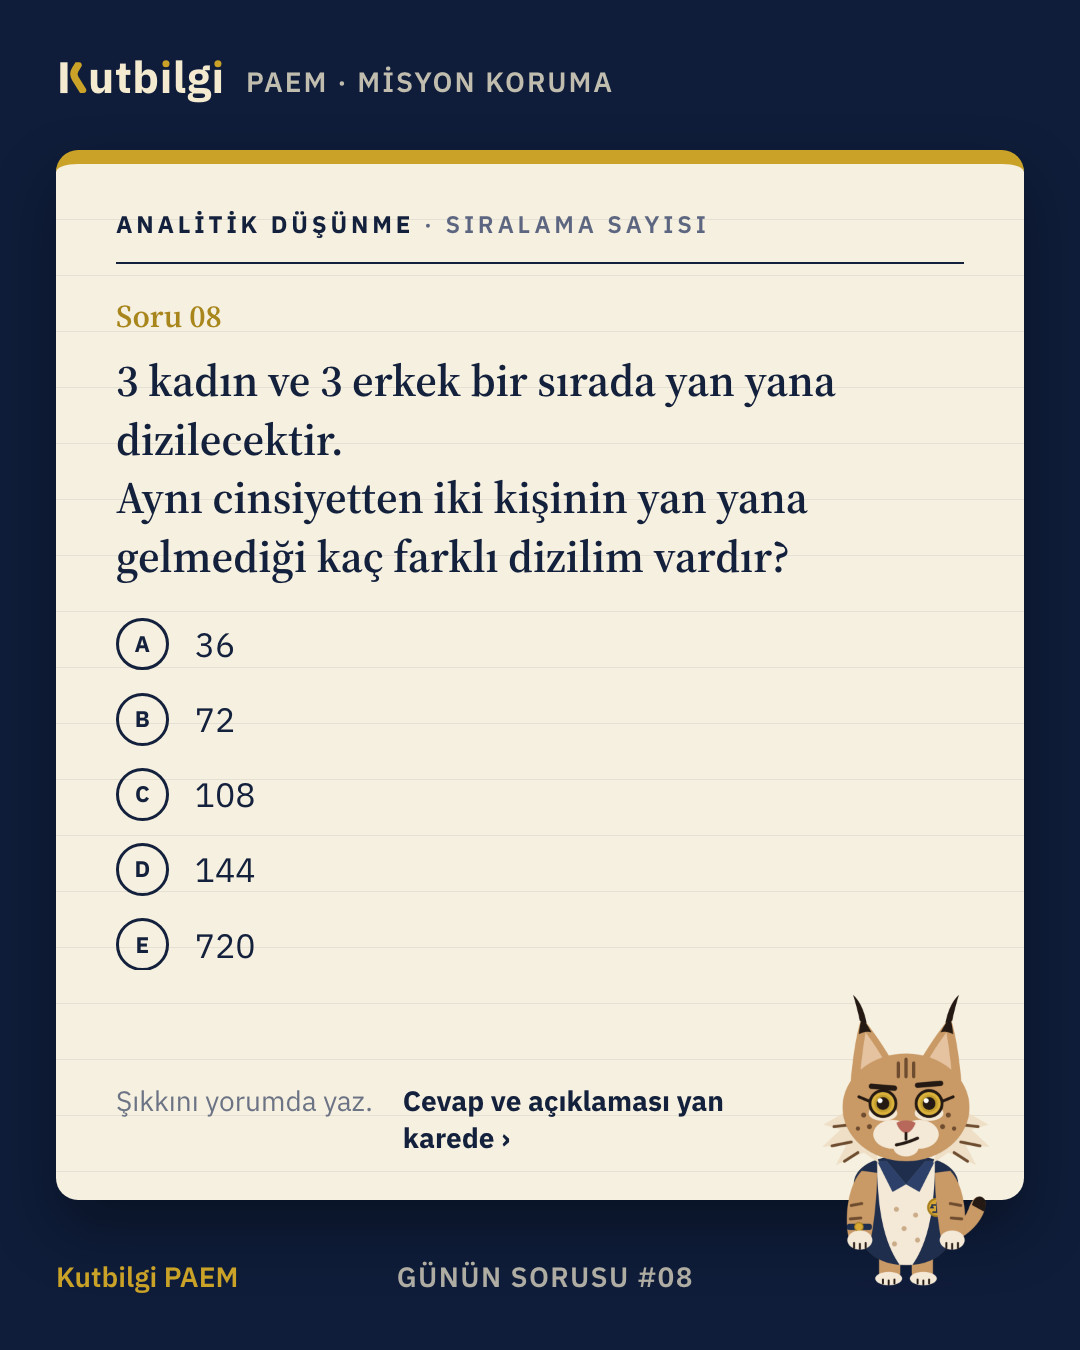 Kutbilgi PAEM · MİSYON KORUMA
ANALİTİK DÜŞÜNME · SIRALAMA SAYISI
Soru 08
3 kadın ve 3 erkek bir sırada yan yana
dizilecektir.
Aynı cinsiyetten iki kişinin yan yana
gelmediği kaç farklı dizilim vardır?
A 36
B 72
C 108
D 144
E 720
Şıkkını yorumda yaz. Cevap ve açıklaması yan
karede ›
Kutbilgi PAEM GÜNÜN SORUSU #08